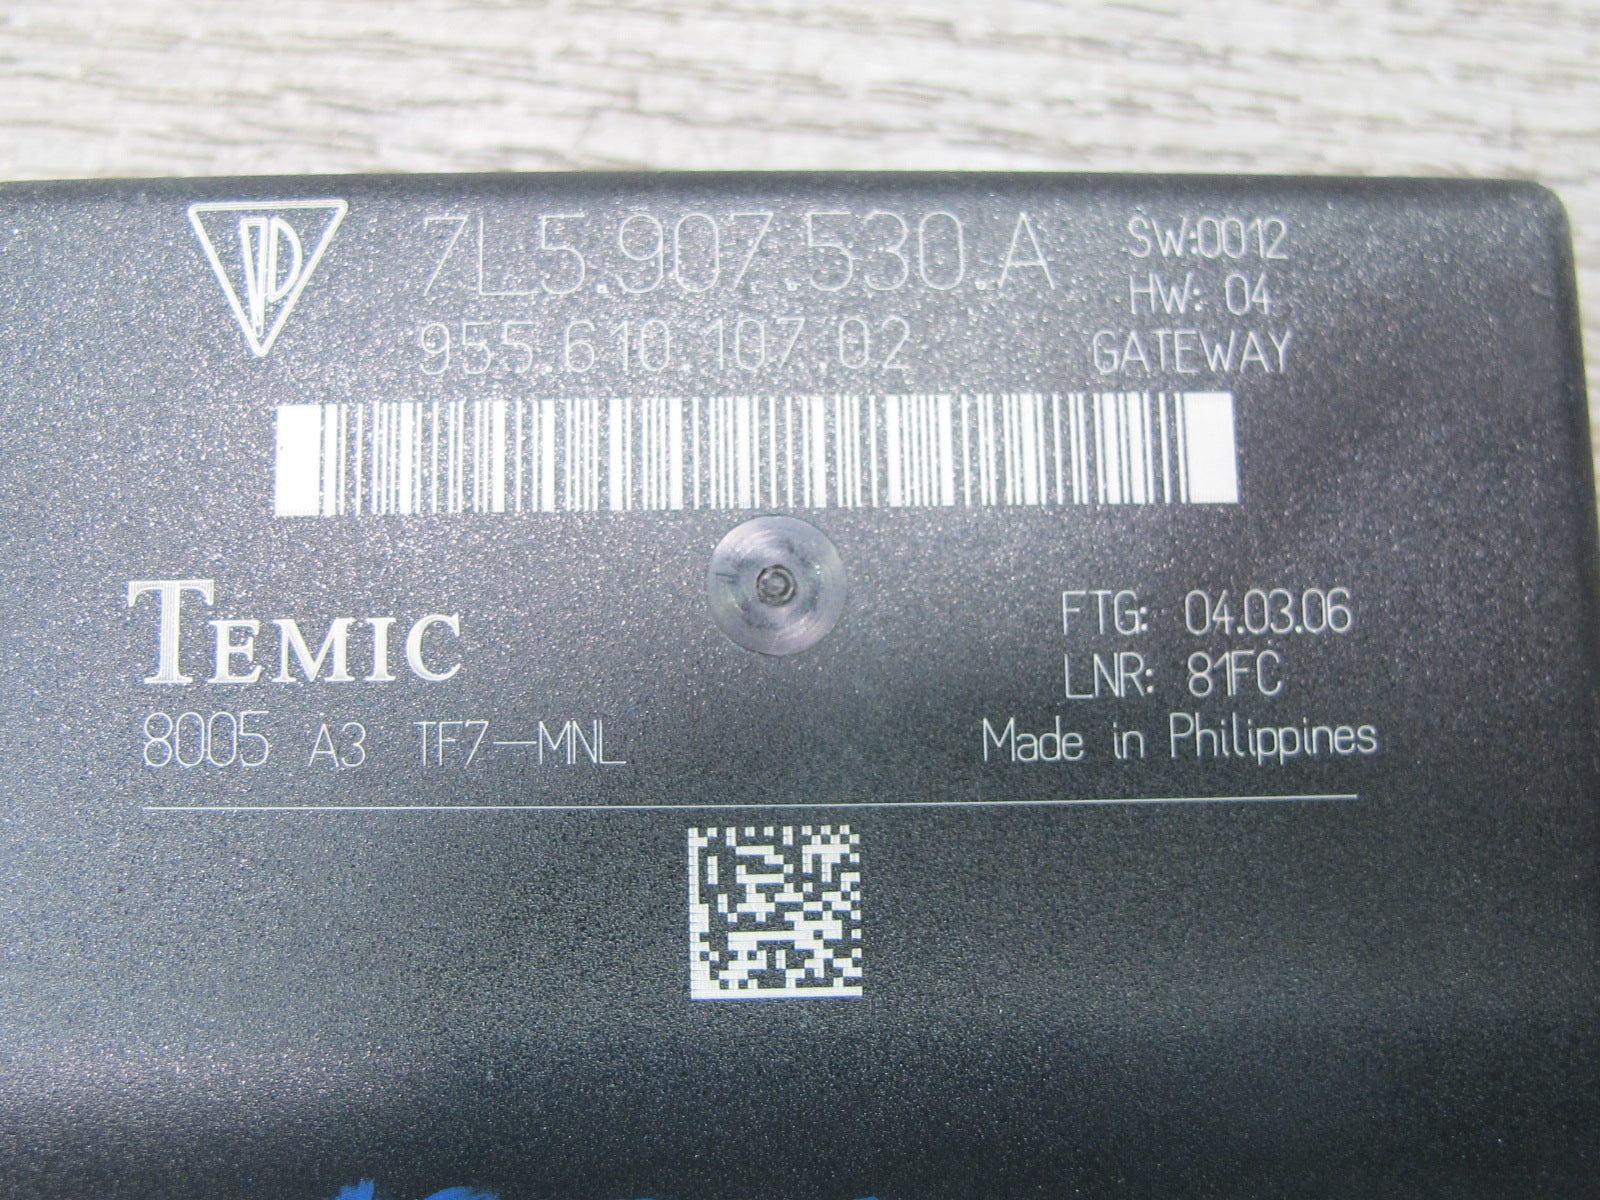 7L5.907.530.A
SW:0012
HW: 04
955.610.107.02
GATEWAY
TEMIC
FTG: 04.03.06
LNR: 81FC
8005 A3 TF7-MNL
Made in Philippines